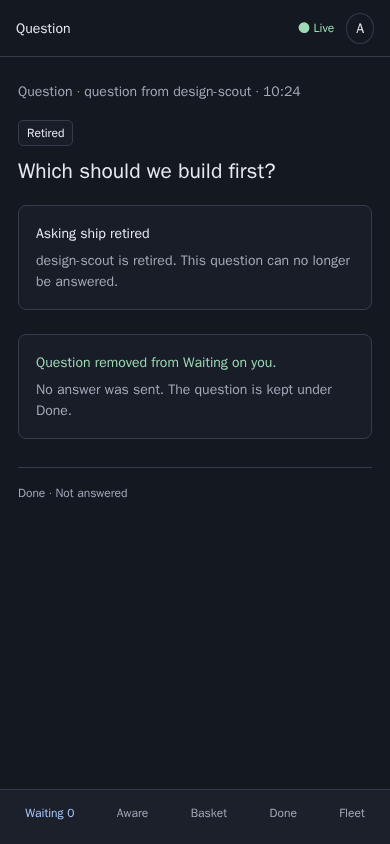 Question
Live
A
Question · question from design-scout · 10:24
Retired
Which should we build first?
Asking ship retired
design-scout is retired. This question can no longer
be answered.
Question removed from Waiting on you.
No answer was sent. The question is kept under
Done.
Done · Not answered
Waiting 0
Aware
Basket
Done
Fleet